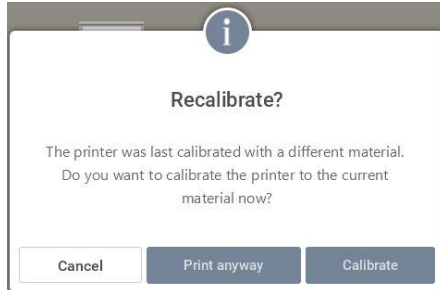 i
Recalibrate?
The printer was last calibrated with a different material.
Do you want to calibrate the printer to the current
material now?
Cancel
Print anyway
Calibrate